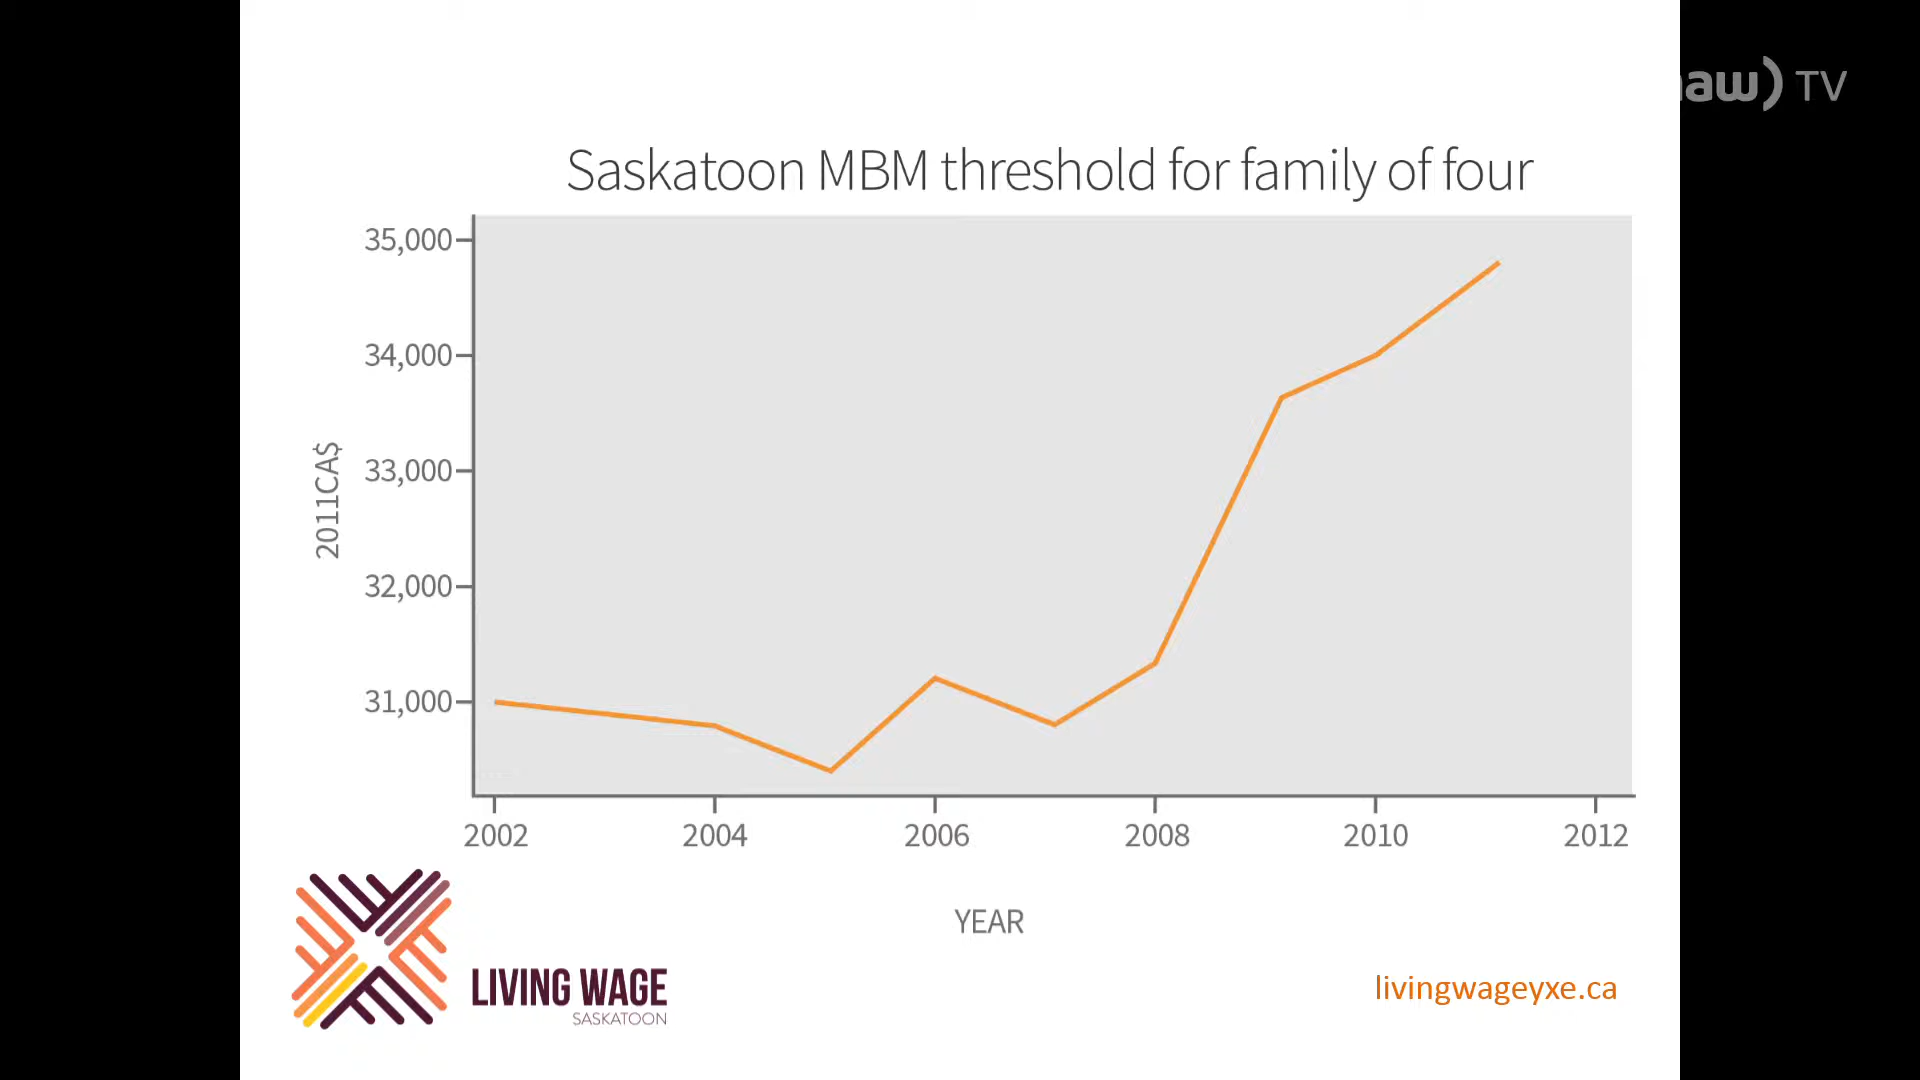 aw) TV
Saskatoon MBM threshold for family of four
35,000
34,000
33,000
32,000
31,000
2011CA$
2002 2004 2006 2008 2010 2012
YEAR
LIVING WAGE
SASKATOON
livingwageyxe.ca